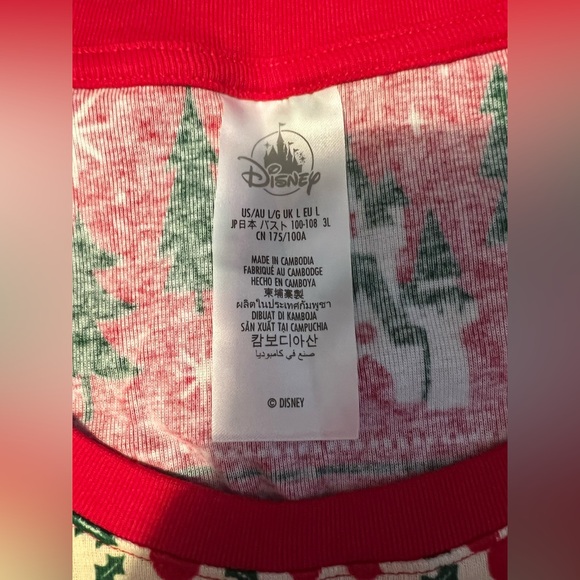 Disney
US/AU L/G UK L EU L
JP日本 バスト 100-108 3L
CN 175/100A
MADE IN CAMBODIA
FABRIQUÉ AU CAMBODGE
HECHO EN CAMBOYA
柬埔寨製
ผลิตในประเทศกัมพูชา
DIBUAT DI KAMBOJA
SẢN XUẤT TẠI CAMPUCHIA
캄보디아산
صنع في كامبوديا
© DISNEY